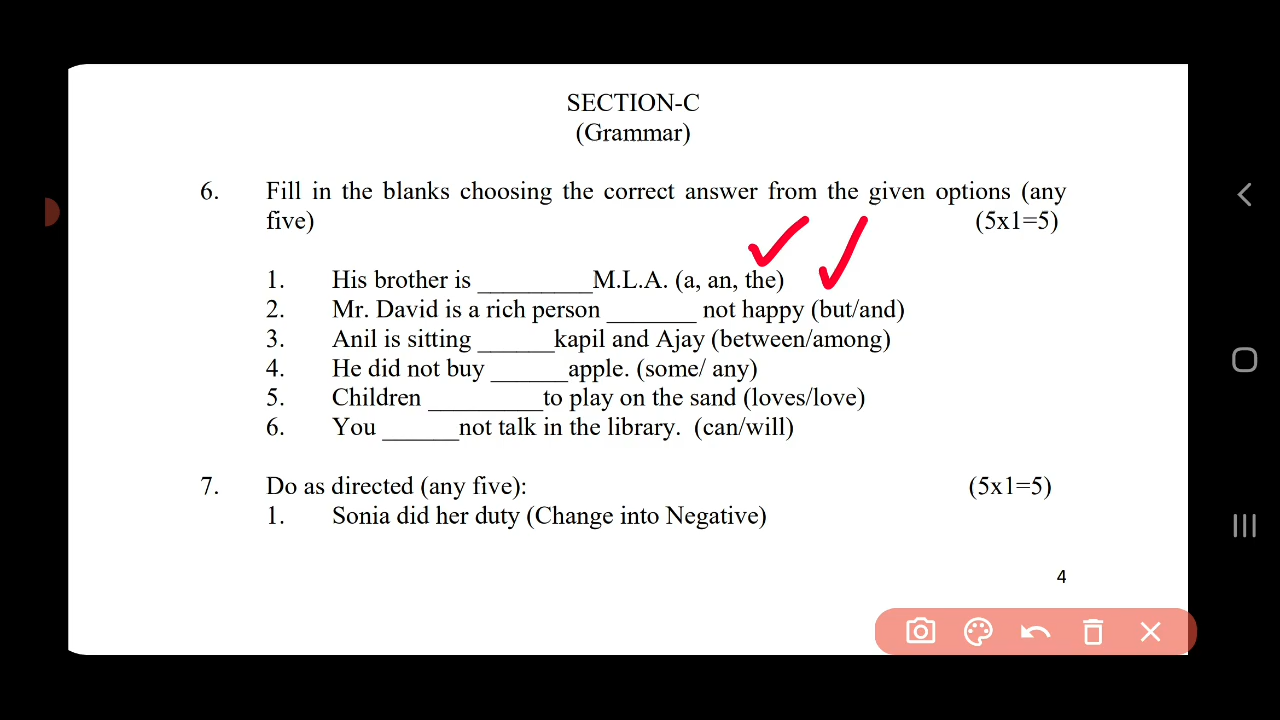 SECTION-C
(Grammar)
6. Fill in the blanks choosing the correct answer from the given options (any
five) (5x1=5)
1. His brother is _________M.L.A. (a, an, the)
2. Mr. David is a rich person _______ not happy (but/and)
3. Anil is sitting ______kapil and Ajay (between/among)
4. He did not buy ______apple. (some/ any)
5. Children _________to play on the sand (loves/love)
6. You ______not talk in the library. (can/will)
7. Do as directed (any five): (5x1=5)
1. Sonia did her duty (Change into Negative)
4